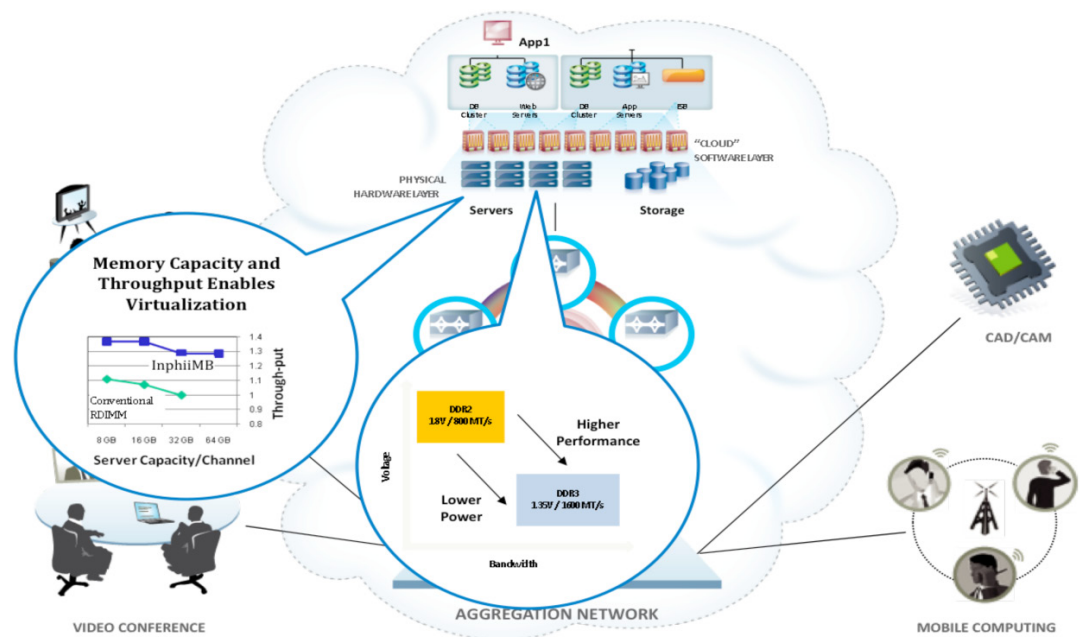 App1
DB
Cluster
Web
Servers
DB
Cluster
App
Servers
ESB
"CLOUD"
SOFTWARE LAYER
PHYSICAL
HARDWARE LAYER
Servers
Storage
Memory Capacity and
Throughput Enables
Virtualization
1.4
1.3
1.2
1.1
1
0.9
0.8
InphiiMB
Conventional
RDIMM
Through-put
8 GB
16 GB
32 GB
64 GB
Server Capacity/Channel
CAD/CAM
DDR2
1.8V / 800 MT/s
Higher
Performance
Voltage
DDR3
1.35V / 1600 MT/s
Lower
Power
Bandwidth
AGGREGATION NETWORK
VIDEO CONFERENCE
MOBILE COMPUTING